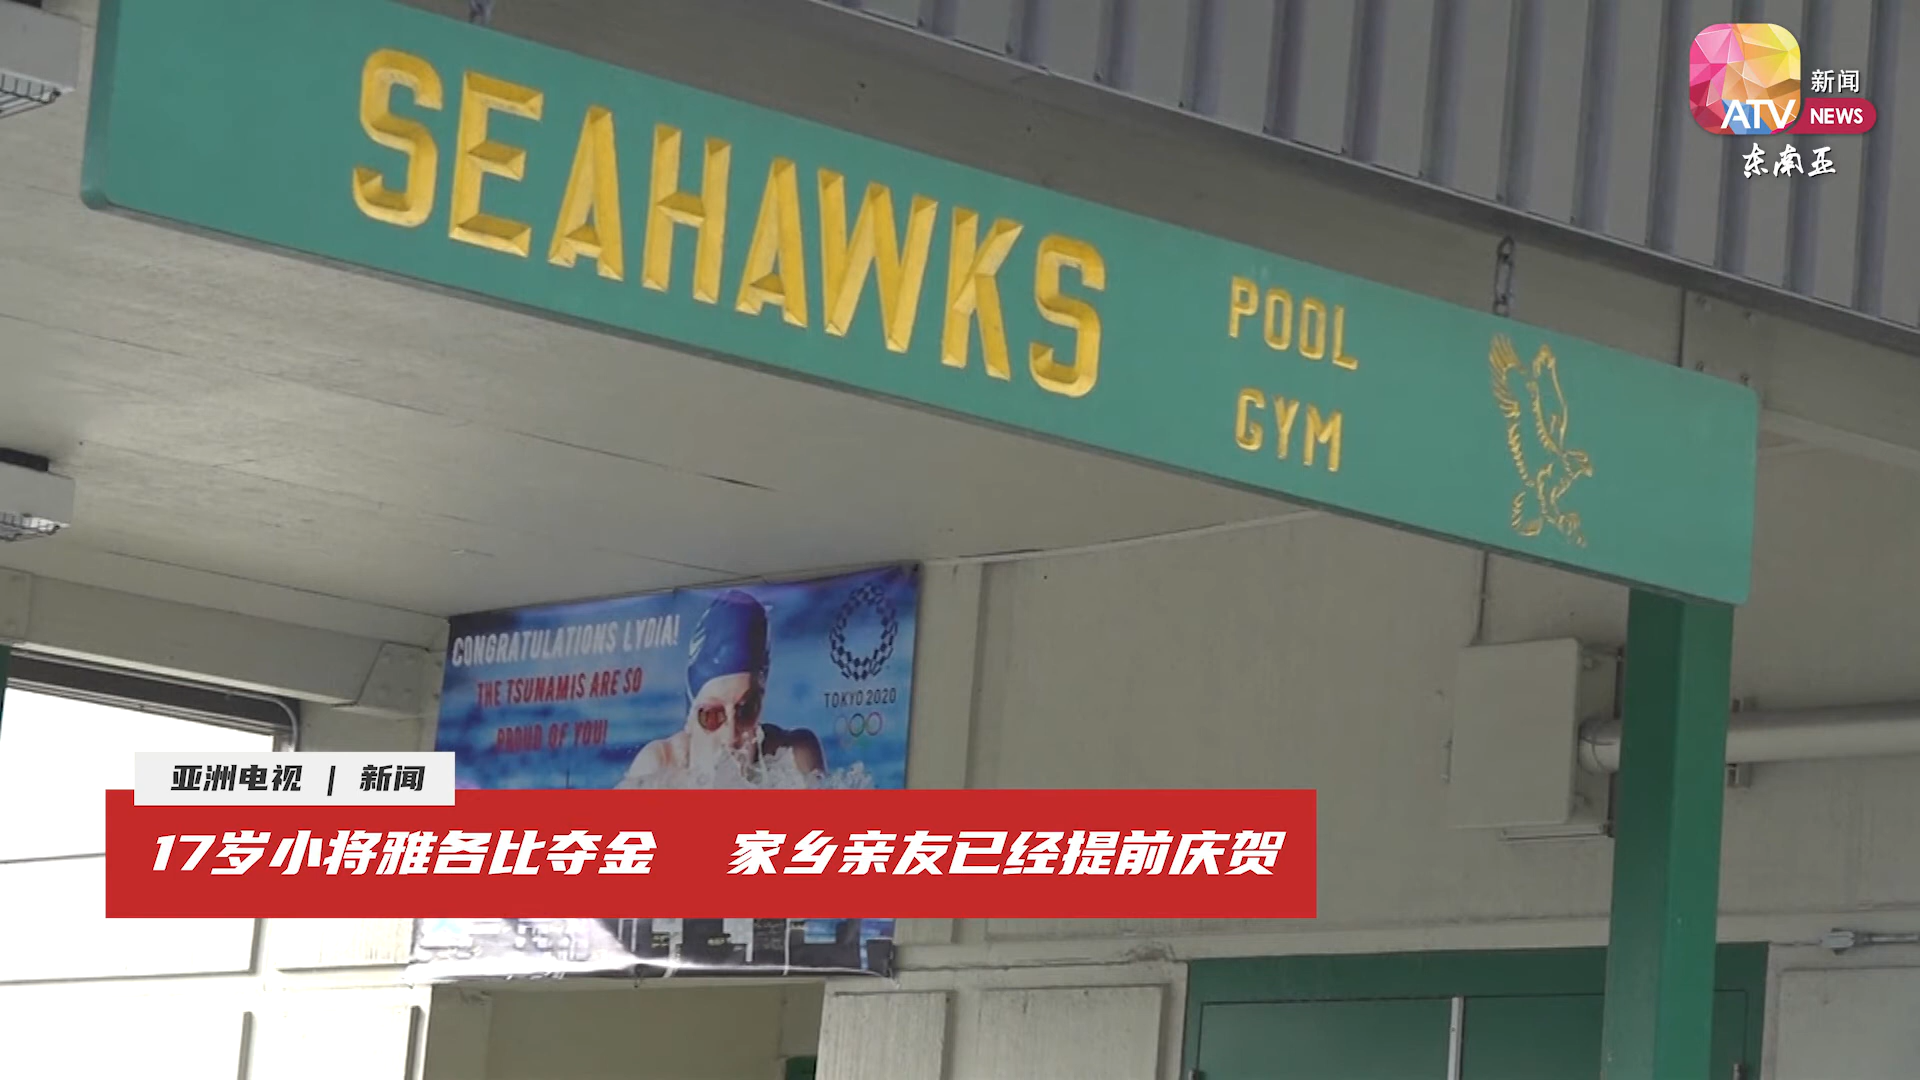 SEAHAWKS
POOL
GYM
新闻
ATV NEWS
东南亚
CONGRATULATIONS LYDIA!
THE TSUNAMIS ARE SO
PROUD OF YOU!
TOKYO 2020
亚洲电视 | 新闻
17岁小将雅各比夺金 家乡亲友已经提前庆贺